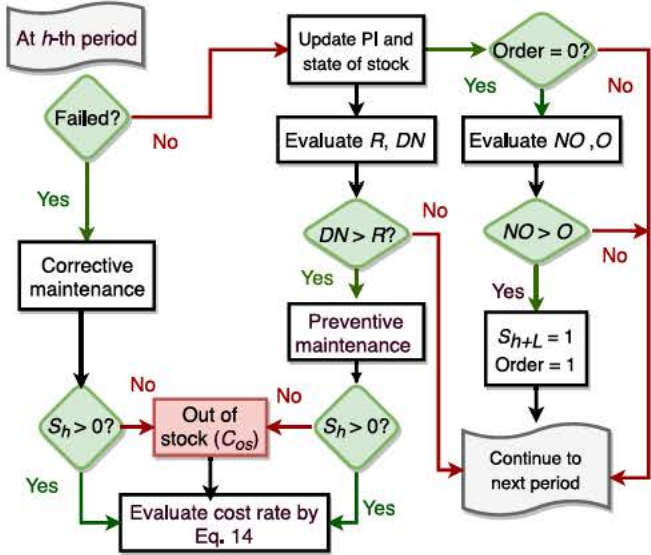 At h-th period
Failed?
No
Yes
Corrective
maintenance
S_h > 0?
No
Yes
Update PI and
state of stock
Evaluate R, DN
DN > R?
No
Yes
Preventive
maintenance
S_h > 0?
No
Yes
Out of
stock (C_os)
Evaluate cost rate by
Eq. 14
Order = 0?
No
Yes
Evaluate NO ,O
NO > O
No
Yes
S_h+L = 1
Order = 1
Continue to
next period